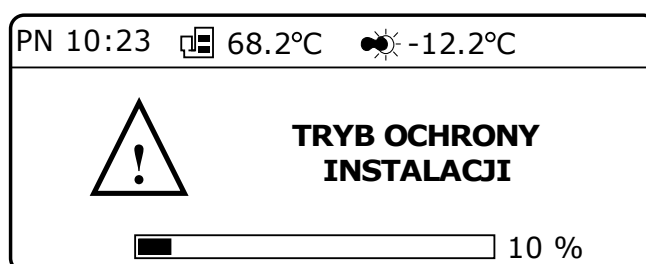 PN 10:23 68.2°C -12.2°C
!
TRYB OCHRONY
INSTALACJI
10 %